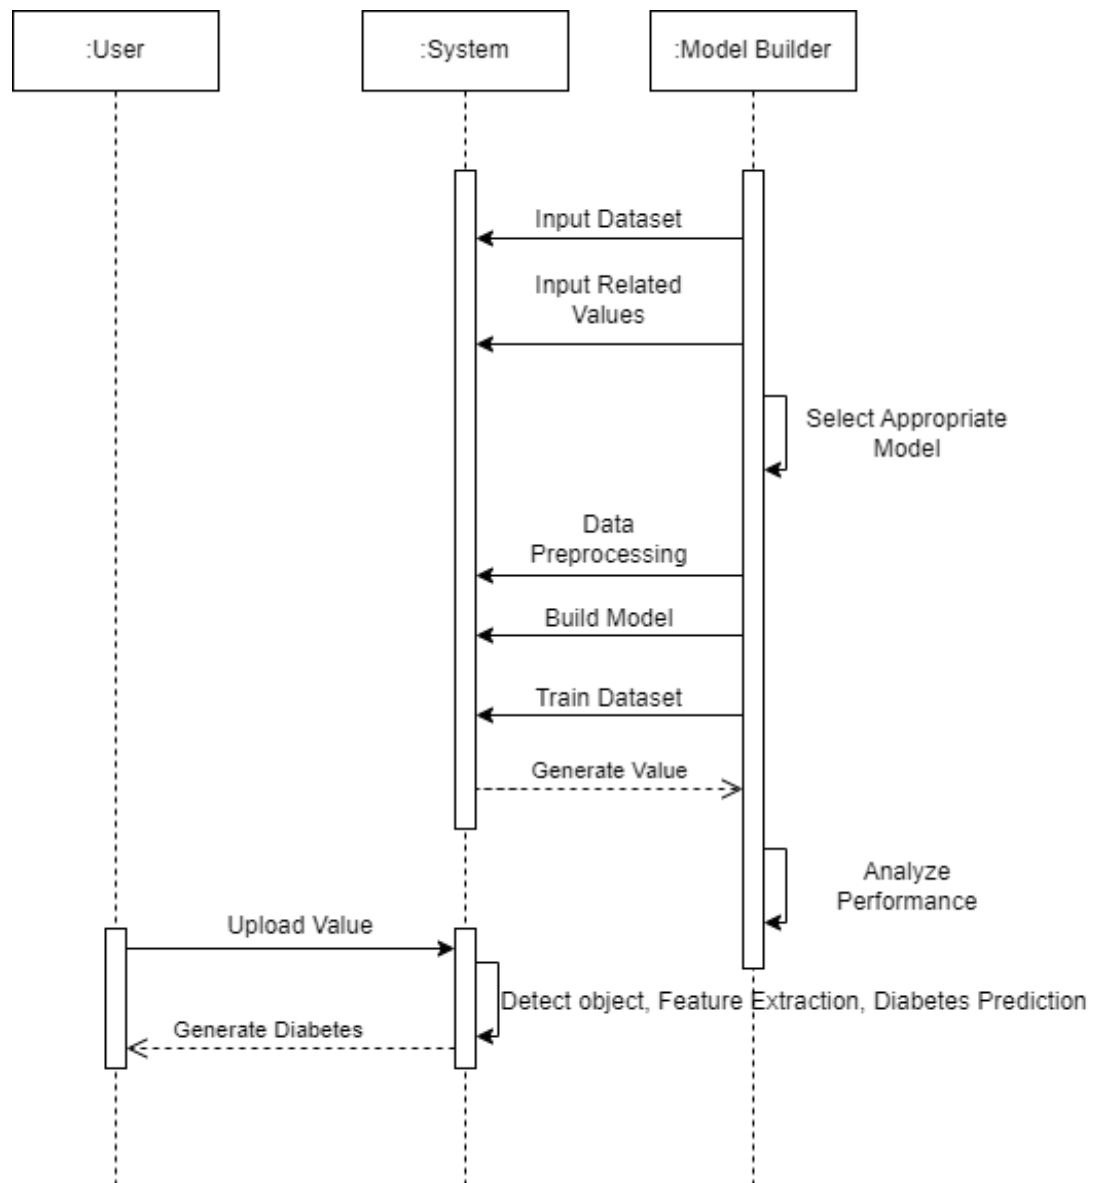 :User
:System
:Model Builder
Input Dataset
Input Related
Values
Select Appropriate
Model
Data
Preprocessing
Build Model
Train Dataset
Generate Value
Analyze
Performance
Upload Value
Detect object, Feature Extraction, Diabetes Prediction
Generate Diabetes